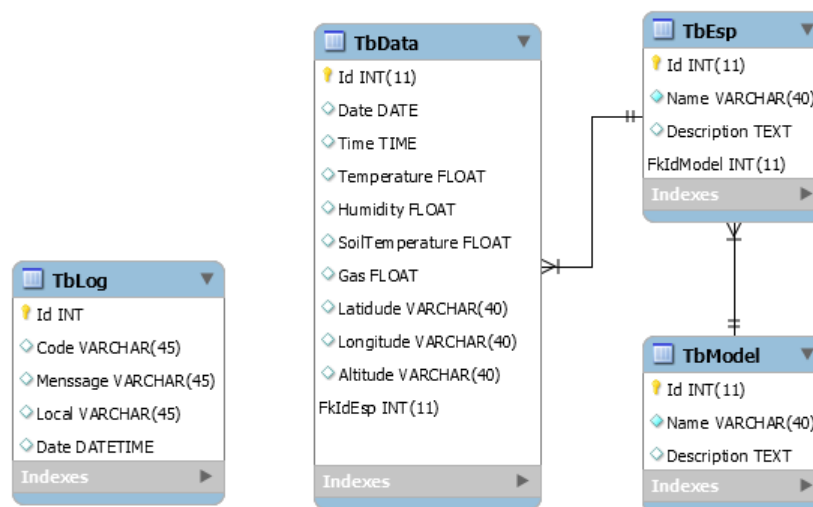 TbLog
Id INT
Code VARCHAR(45)
Menssage VARCHAR(45)
Local VARCHAR(45)
Date DATETIME
Indexes
TbData
Id INT(11)
Date DATE
Time TIME
Temperature FLOAT
Humidity FLOAT
SoilTemperature FLOAT
Gas FLOAT
Latidude VARCHAR(40)
Longitude VARCHAR(40)
Altitude VARCHAR(40)
FkIdEsp INT(11)
Indexes
TbEsp
Id INT(11)
Name VARCHAR(40)
Description TEXT
FkIdModel INT(11)
Indexes
TbModel
Id INT(11)
Name VARCHAR(40)
Description TEXT
Indexes